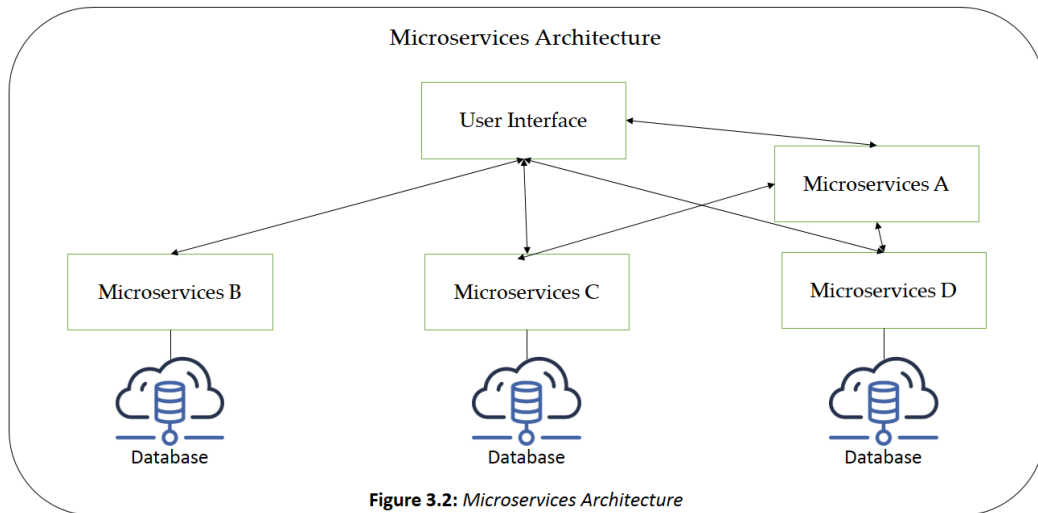 Microservices Architecture
User Interface
Microservices A
Microservices B
Microservices C
Microservices D
Database
Database
Database
Figure 3.2: Microservices Architecture